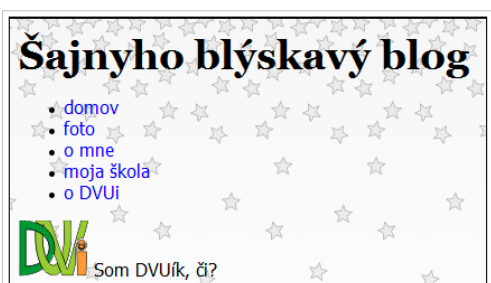 Šajnyho blýskavý blog
domov
foto
o mne
moja škola
o DVUi
DVUi Som DVUík, či?